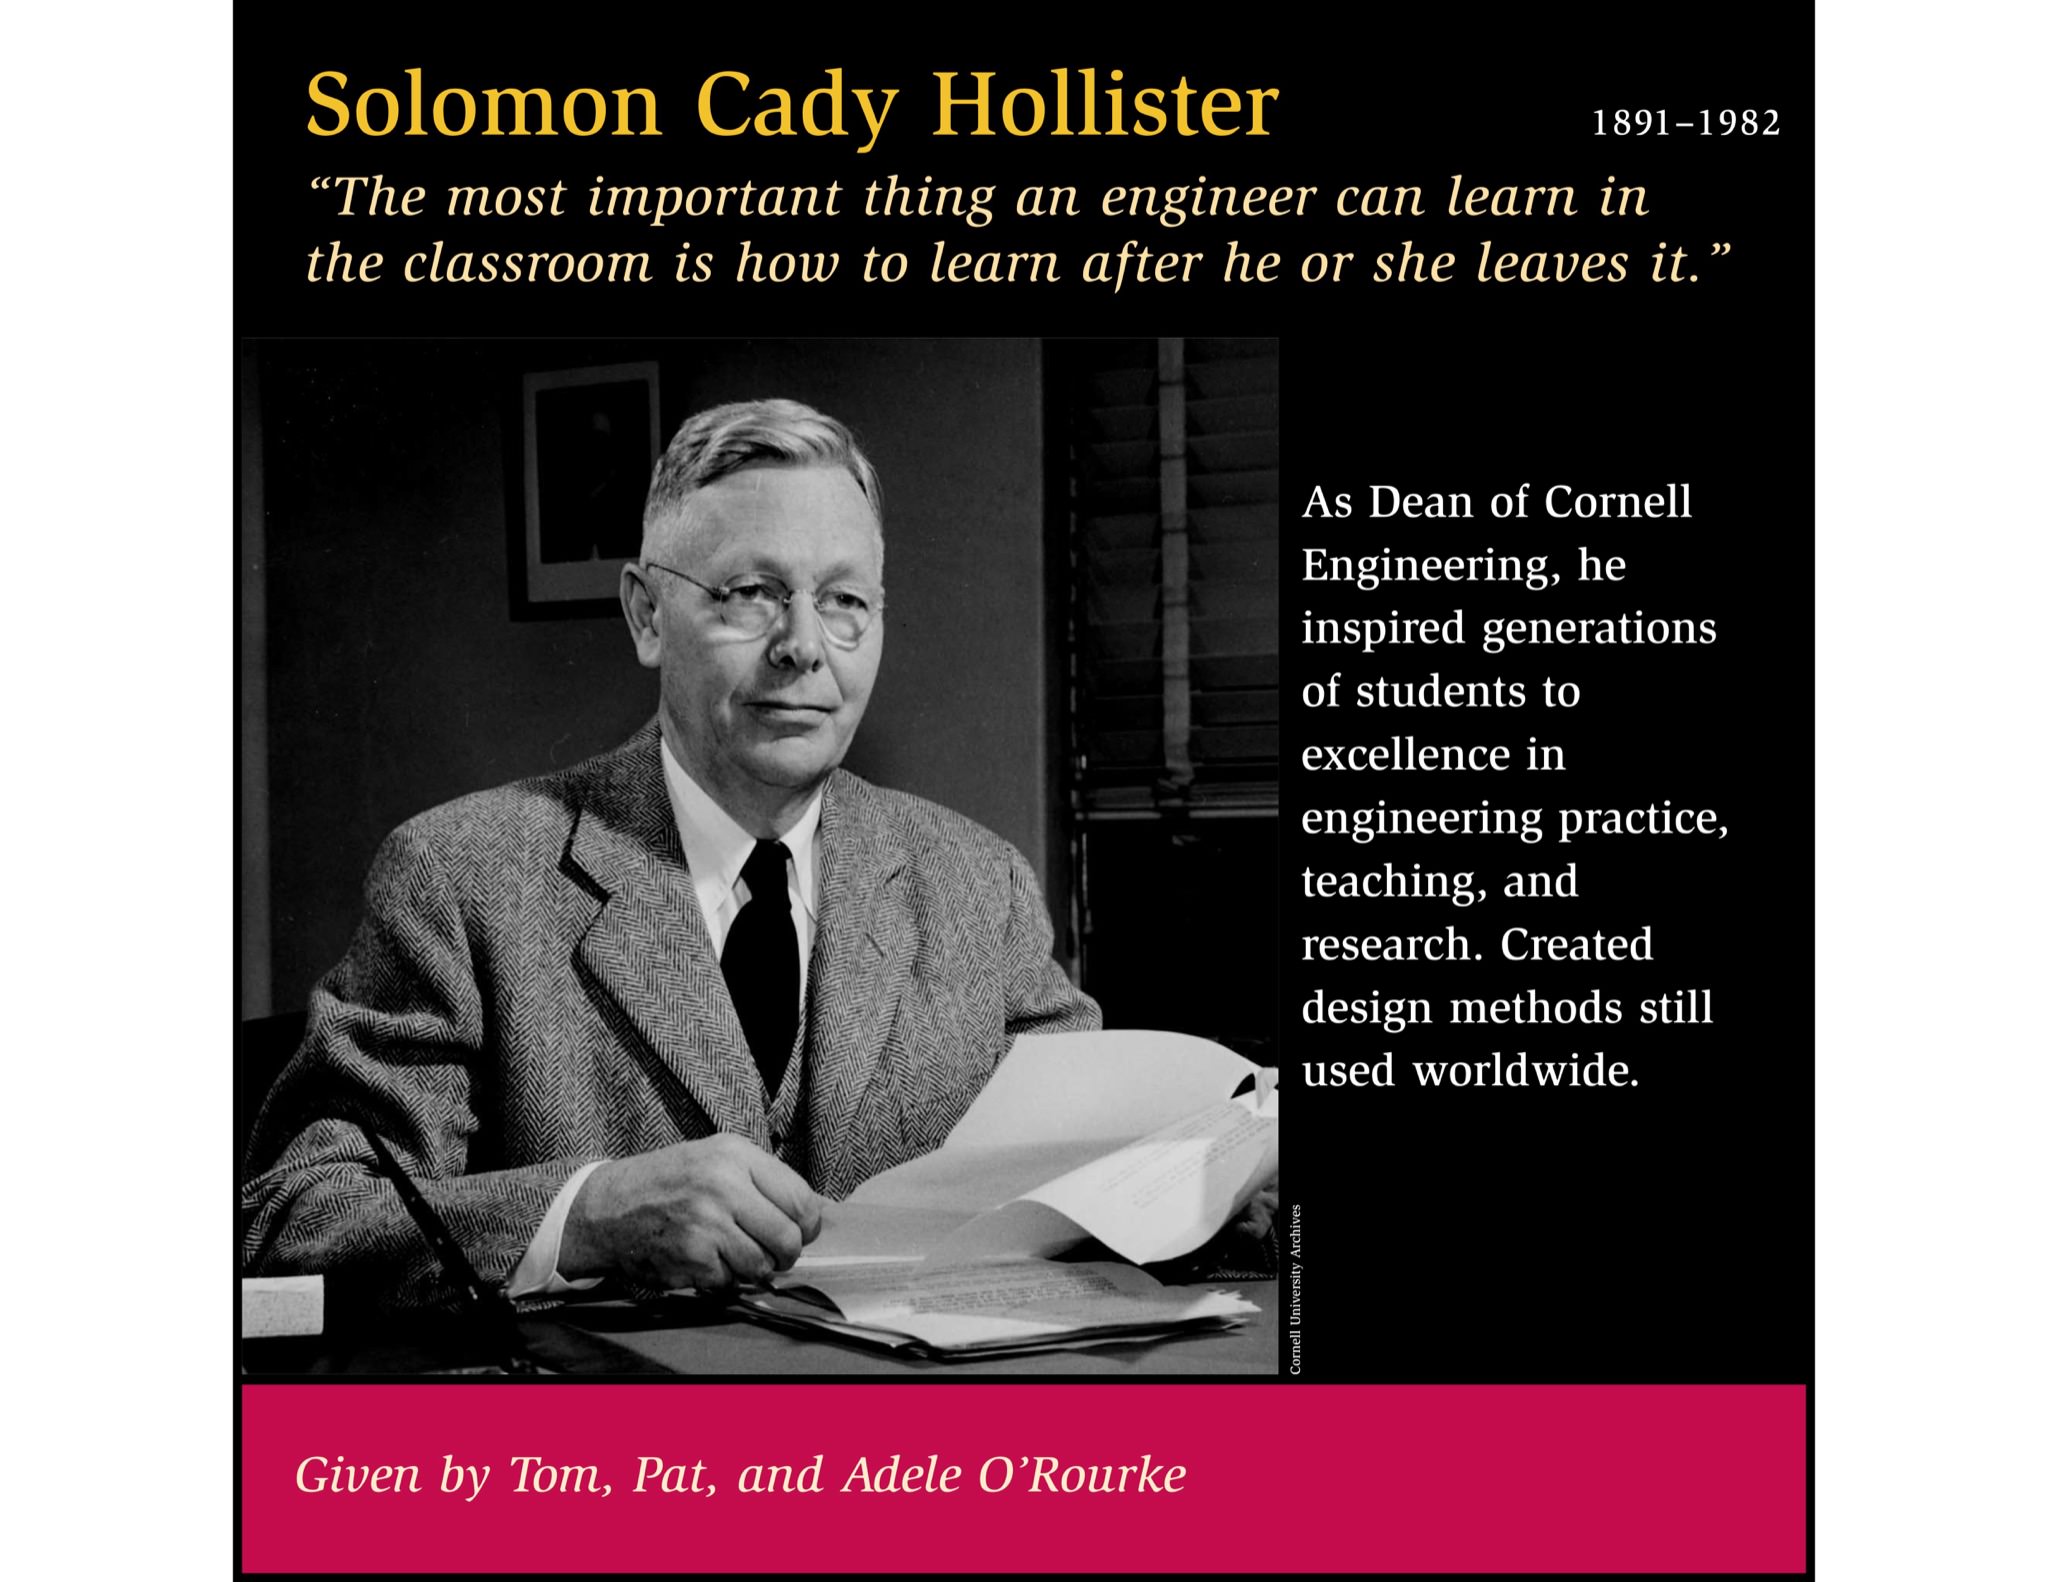 Solomon Cady Hollister
1891–1982
“The most important thing an engineer can learn in
the classroom is how to learn after he or she leaves it.”
As Dean of Cornell
Engineering, he
inspired generations
of students to
excellence in
engineering practice,
teaching, and
research. Created
design methods still
used worldwide.
Cornell University Archives
Given by Tom, Pat, and Adele O’Rourke